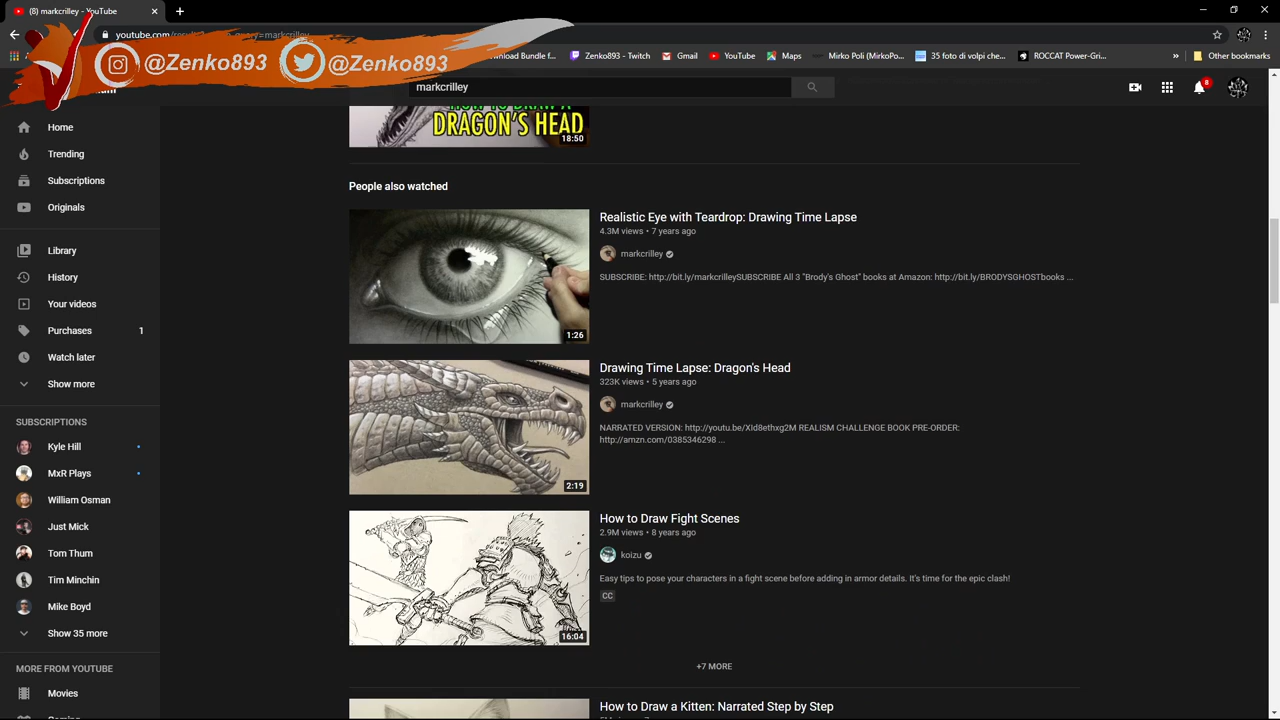 (8) markcrilley - YouTube
@Zenko893
@Zenko893
Zenko893 - Twitch
Gmail
YouTube
Maps
Mirko Poli (MirkoPo...
35 foto di volpi che...
ROCCAT Power-Gri...
»
Other bookmarks
markcrilley
8
Home
Trending
Subscriptions
Originals
Library
History
Your videos
Purchases 1
Watch later
Show more
SUBSCRIPTIONS
Kyle Hill
MxR Plays
William Osman
Just Mick
Tom Thum
Tim Minchin
Mike Boyd
Show 35 more
MORE FROM YOUTUBE
Movies
DRAGON'S HEAD
18:50
People also watched
1:26
Realistic Eye with Teardrop: Drawing Time Lapse
4.3M views • 7 years ago
markcrilley
SUBSCRIBE: http://bit.ly/markcrilleySUBSCRIBE All 3 "Brody's Ghost" books at Amazon: http://bit.ly/BRODYSGHOSTbooks ...
2:19
Drawing Time Lapse: Dragon's Head
323K views • 5 years ago
markcrilley
NARRATED VERSION: http://youtu.be/XId8ethxg2M REALISM CHALLENGE BOOK PRE-ORDER:
http://amzn.com/0385346298 ...
16:04
How to Draw Fight Scenes
2.9M views • 8 years ago
koizu
Easy tips to pose your characters in a fight scene before adding in armor details. It's time for the epic clash!
CC
+7 MORE
How to Draw a Kitten: Narrated Step by Step